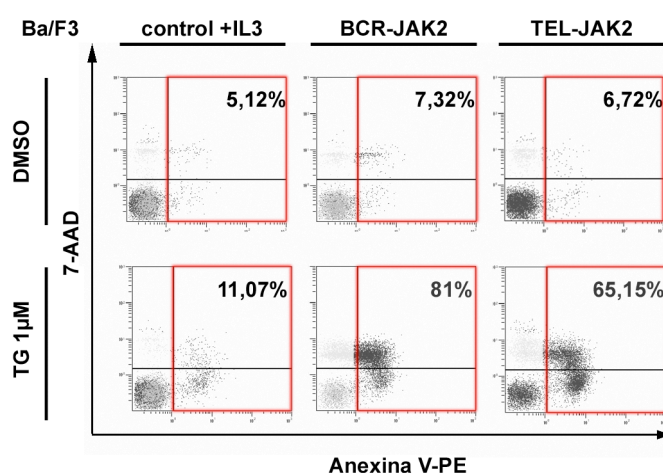 Ba/F3 control +IL3 BCR-JAK2 TEL-JAK2
DMSO
5,12% 7,32% 6,72%
7-AAD
TG 1µM
11,07% 81% 65,15%
Anexina V-PE